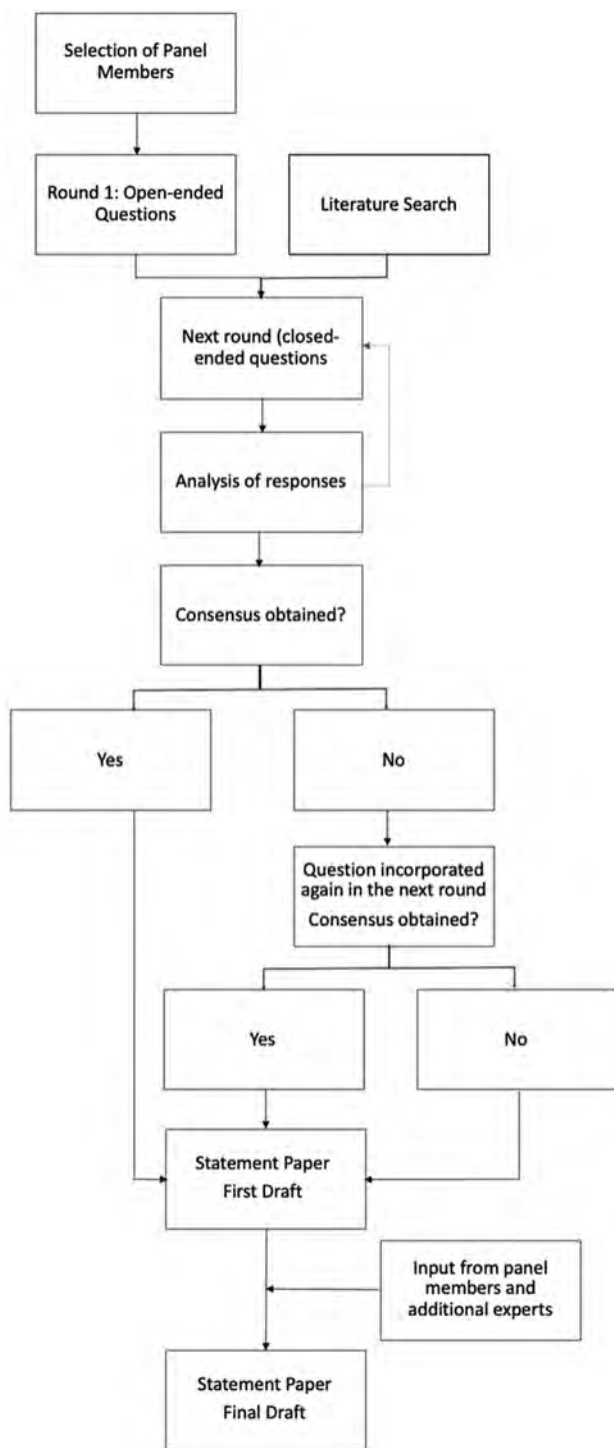 Selection of Panel
Members
Round 1: Open-ended
Questions
Literature Search
Next round (closed-
ended questions
Analysis of responses
Consensus obtained?
Yes
No
Question incorporated
again in the next round
Consensus obtained?
Yes
No
Statement Paper
First Draft
Input from panel
members and
additional experts
Statement Paper
Final Draft